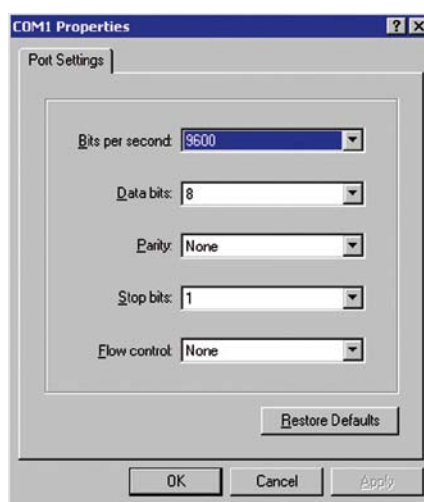 COM1 Properties
Port Settings
Bits per second: 9600
Data bits: 8
Parity: None
Stop bits: 1
Flow control: None
Restore Defaults
OK Cancel Apply